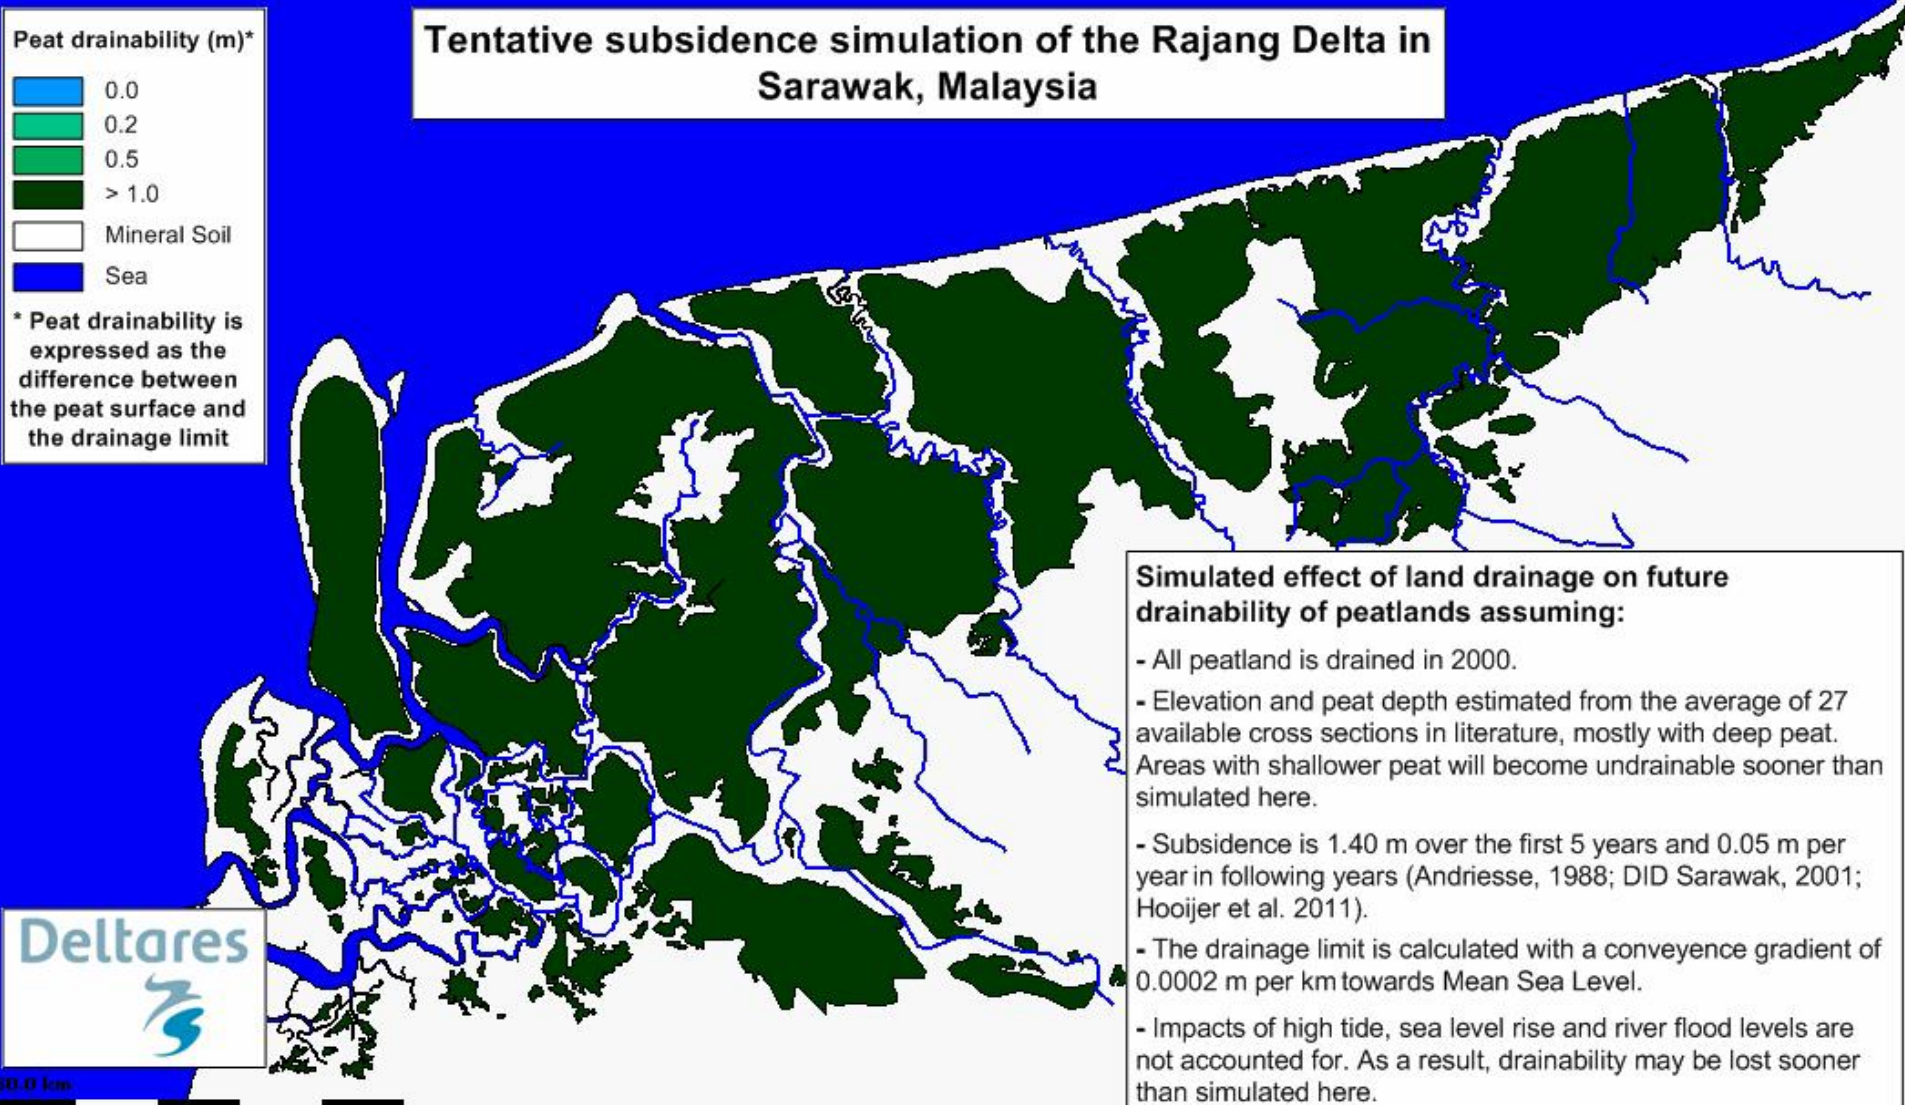 Peat drainability (m)*
0.0
0.2
0.5
> 1.0
Mineral Soil
Sea
* Peat drainability is
expressed as the
difference between
the peat surface and
the drainage limit
Tentative subsidence simulation of the Rajang Delta in
Sarawak, Malaysia
Simulated effect of land drainage on future
drainability of peatlands assuming:
- All peatland is drained in 2000.
- Elevation and peat depth estimated from the average of 27
available cross sections in literature, mostly with deep peat.
Areas with shallower peat will become undrainable sooner than
simulated here.
- Subsidence is 1.40 m over the first 5 years and 0.05 m per
year in following years (Andriesse, 1988; DID Sarawak, 2001;
Hooijer et al. 2011).
- The drainage limit is calculated with a conveyence gradient of
0.0002 m per km towards Mean Sea Level.
- Impacts of high tide, sea level rise and river flood levels are
not accounted for. As a result, drainability may be lost sooner
than simulated here.
Deltares
km